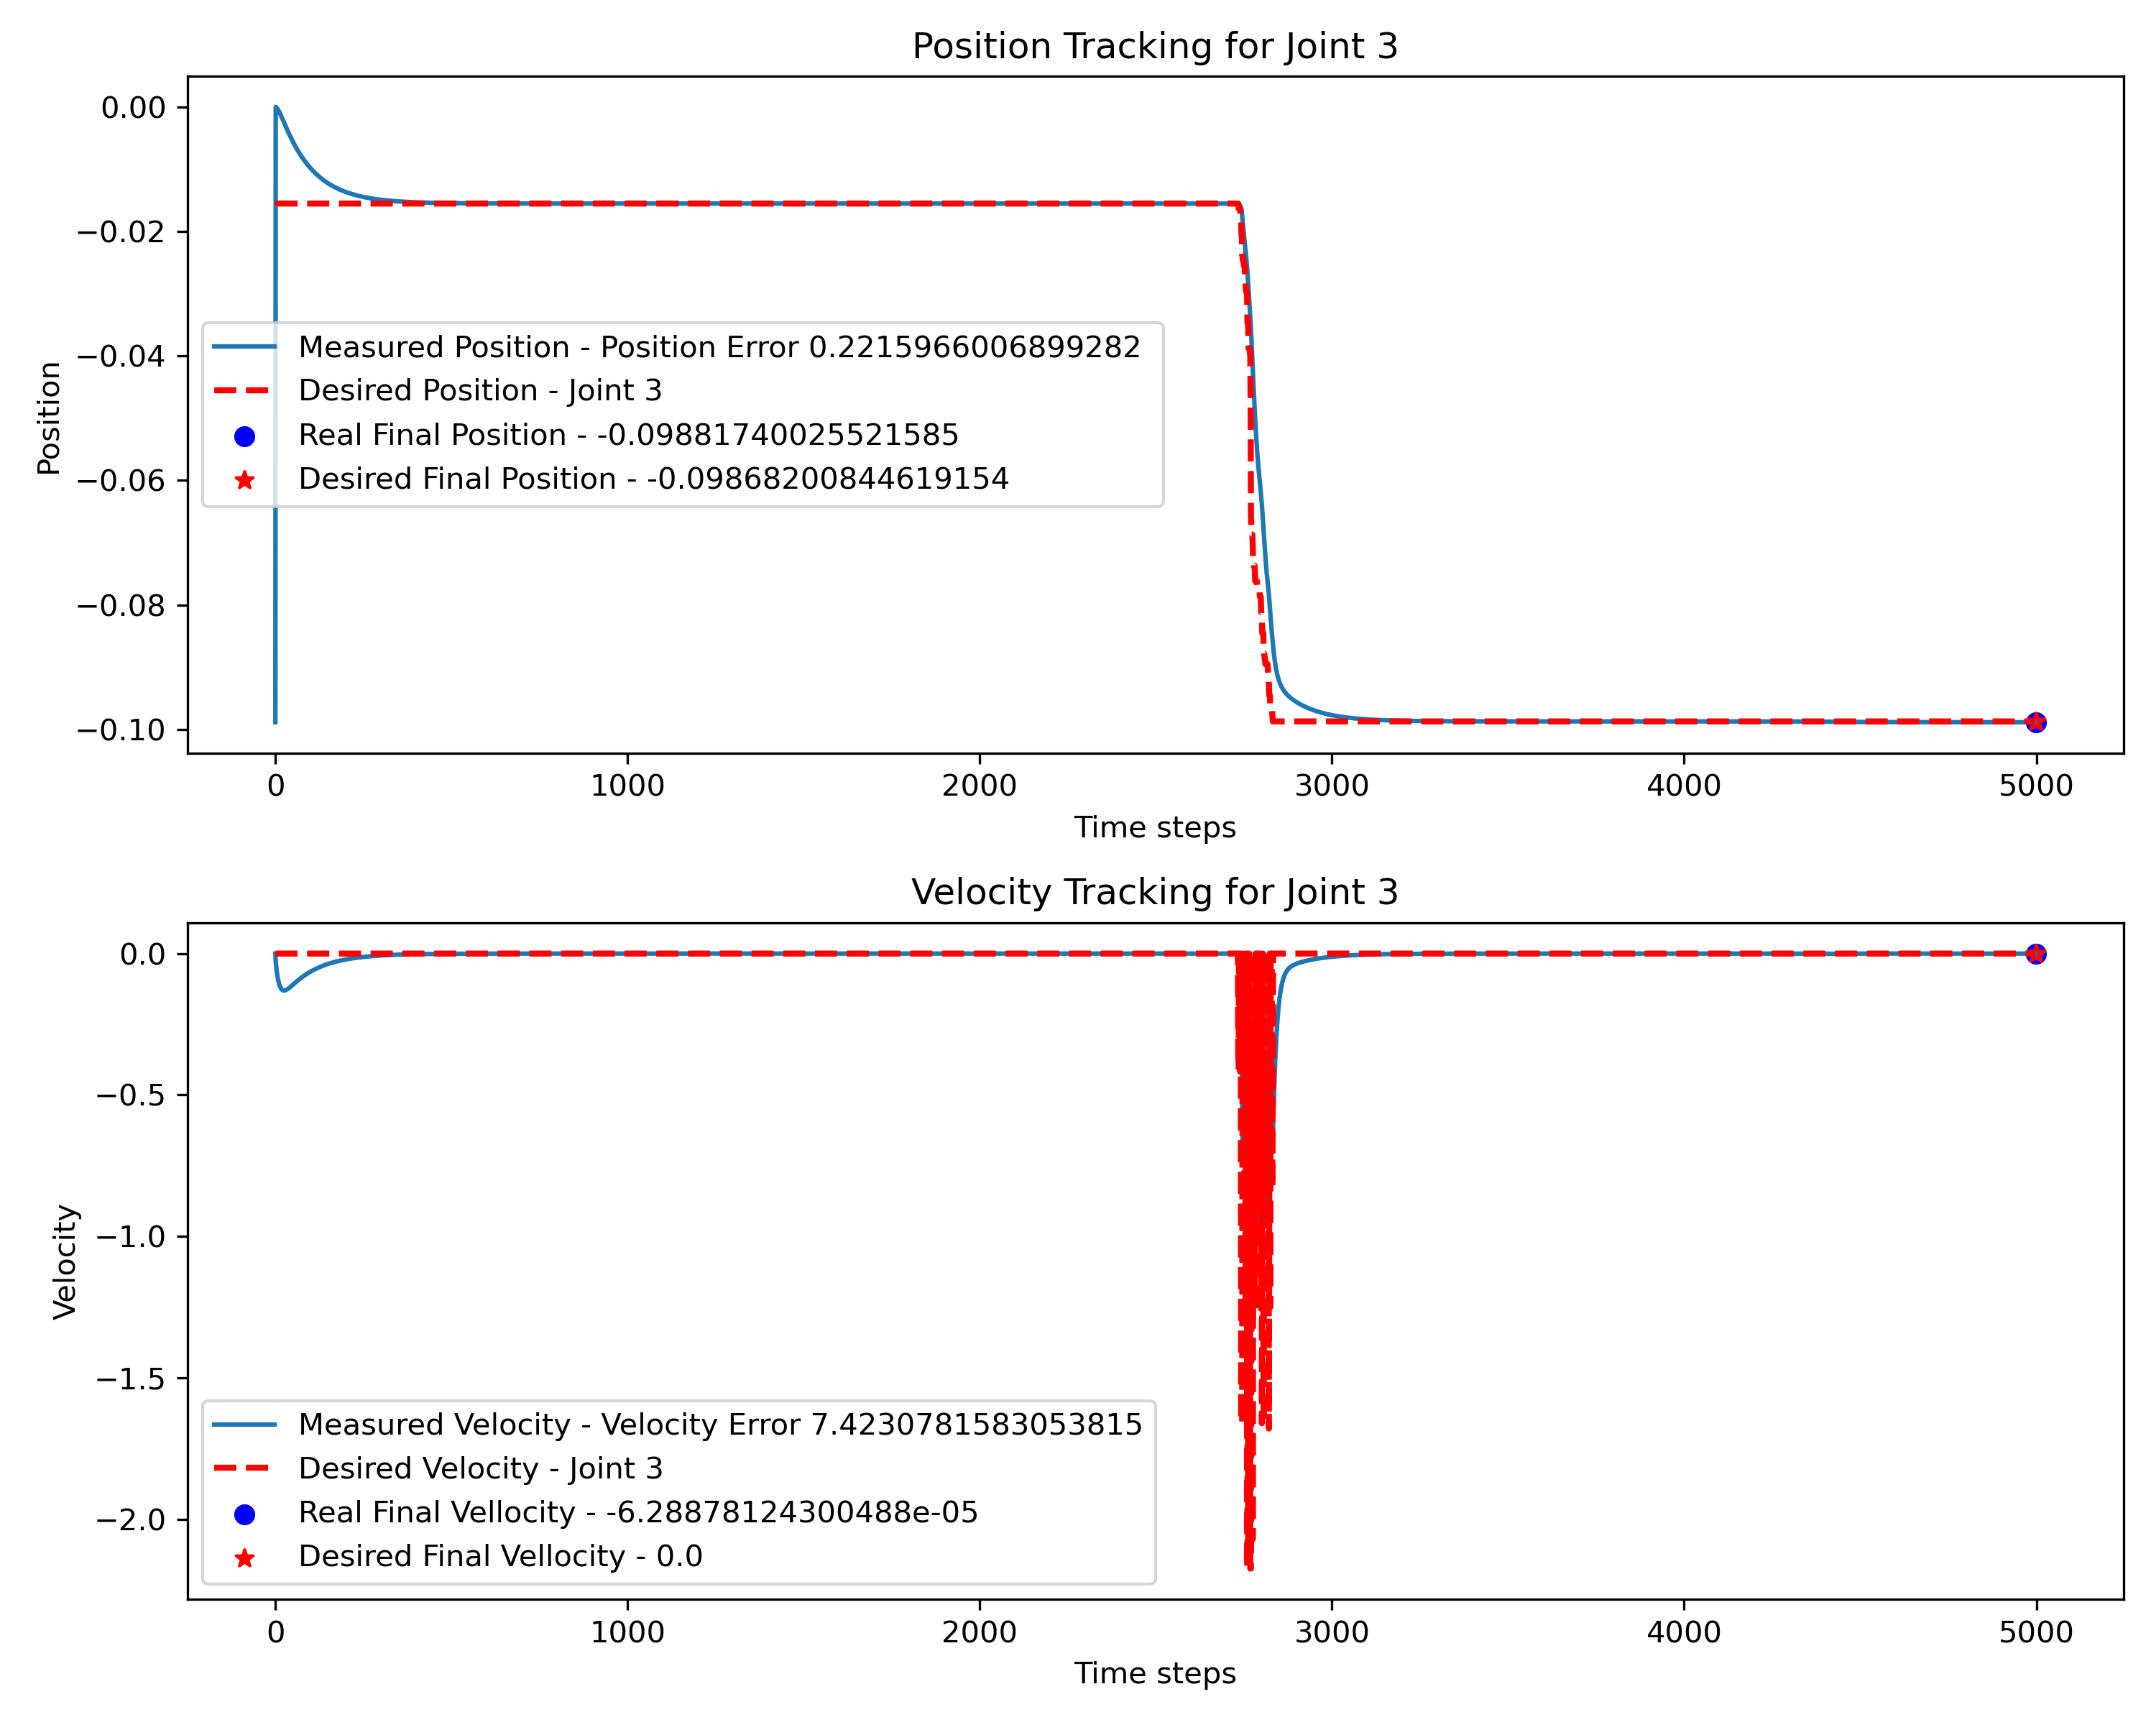 Position Tracking for Joint 3
0.00
−0.02
−0.04
−0.06
−0.08
−0.10
Position
Measured Position - Position Error 0.2215966006899282
Desired Position - Joint 3
Real Final Position - -0.09881740025521585
Desired Final Position - -0.09868200844619154
0 1000 2000 3000 4000 5000
Time steps
Velocity Tracking for Joint 3
0.0
−0.5
−1.0
−1.5
−2.0
Velocity
Measured Velocity - Velocity Error 7.4230781583053815
Desired Velocity - Joint 3
Real Final Vellocity - -6.28878124300488e-05
Desired Final Vellocity - 0.0
0 1000 2000 3000 4000 5000
Time steps